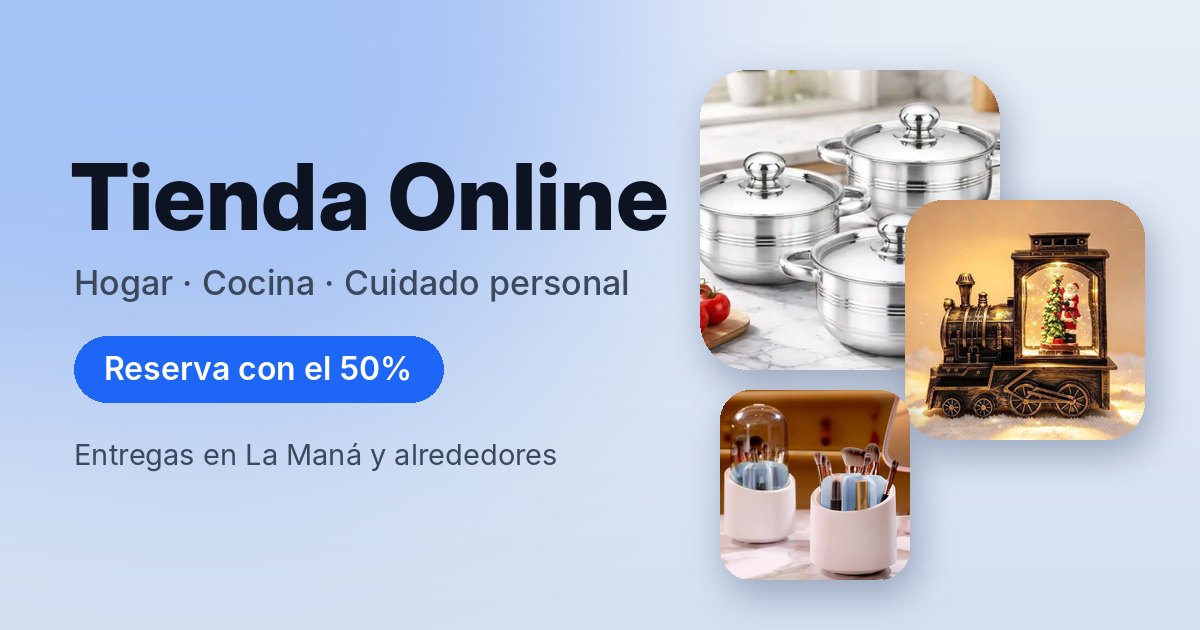 Tienda Online
Hogar · Cocina · Cuidado personal
Reserva con el 50%
Entregas en La Maná y alrededores